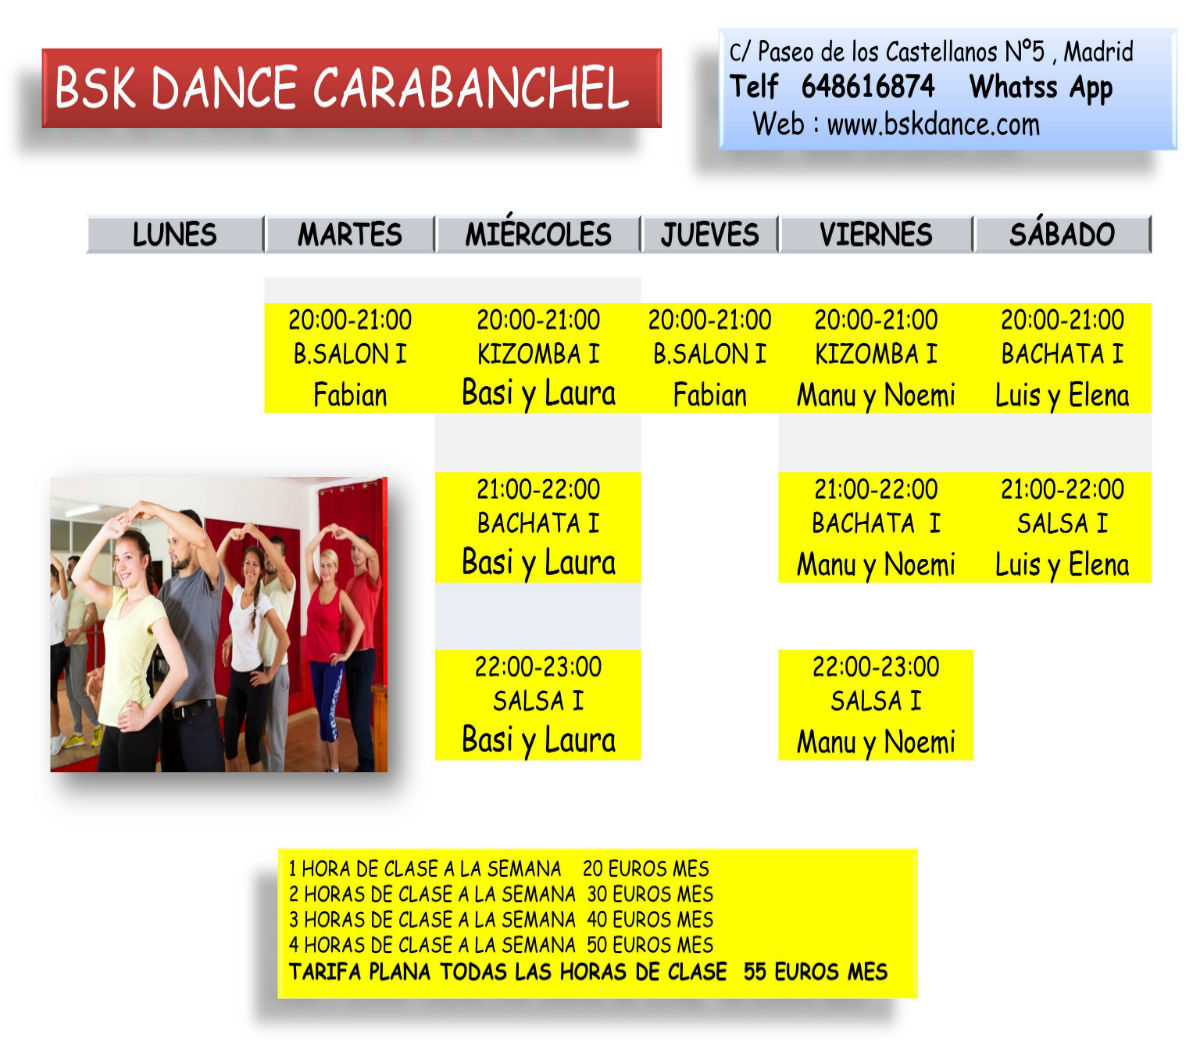 BSK DANCE CARABANCHEL
C/ Paseo de los Castellanos Nº5 , Madrid
Telf 648616874 Whatss App
Web : www.bskdance.com
LUNES MARTES MIÉRCOLES JUEVES VIERNES SÁBADO
20:00-21:00 20:00-21:00 20:00-21:00 20:00-21:00 20:00-21:00
B.SALON I KIZOMBA I B.SALON I KIZOMBA I BACHATA I
Fabian Basi y Laura Fabian Manu y Noemi Luis y Elena
21:00-22:00 21:00-22:00 21:00-22:00
BACHATA I BACHATA I SALSA I
Basi y Laura Manu y Noemi Luis y Elena
22:00-23:00 22:00-23:00
SALSA I SALSA I
Basi y Laura Manu y Noemi
1 HORA DE CLASE A LA SEMANA 20 EUROS MES
2 HORAS DE CLASE A LA SEMANA 30 EUROS MES
3 HORAS DE CLASE A LA SEMANA 40 EUROS MES
4 HORAS DE CLASE A LA SEMANA 50 EUROS MES
TARIFA PLANA TODAS LAS HORAS DE CLASE 55 EUROS MES